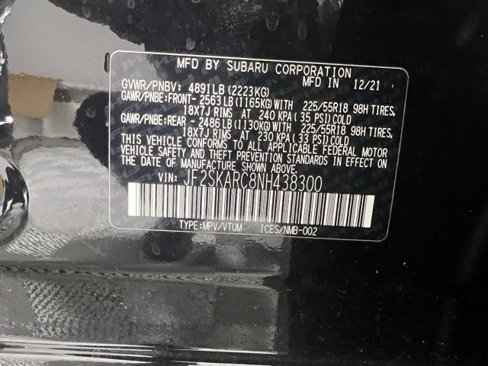 MFD. BY SUBARU CORPORATION
MFD IN 12/21
GVWR/PNBV: 4891LB(2223KG)
GAWR/PNBE:FRONT-2563LB(1165KG)WITH 225/55R18 98H TIRES,
18X7J RIMS AT 240 KPA(35 PSI)COLD
GAWR/PNBE:REAR-2486LB(1130KG)WITH 225/55R18 98H TIRES,
18X7J RIMS AT 230 KPA(33 PSI)COLD
THIS VEHICLE CONFORMS TO ALL APPLICABLE FEDERAL MOTOR
VEHICLE SAFETY AND THEFT PREVENTION STANDARDS IN EFFECT ON
THE DATE OF MANUFACTURE SHOWN ABOVE.
VIN: JF2SKARC8NH438300
TYPE:MPV/VTUM ICES/NMB-002